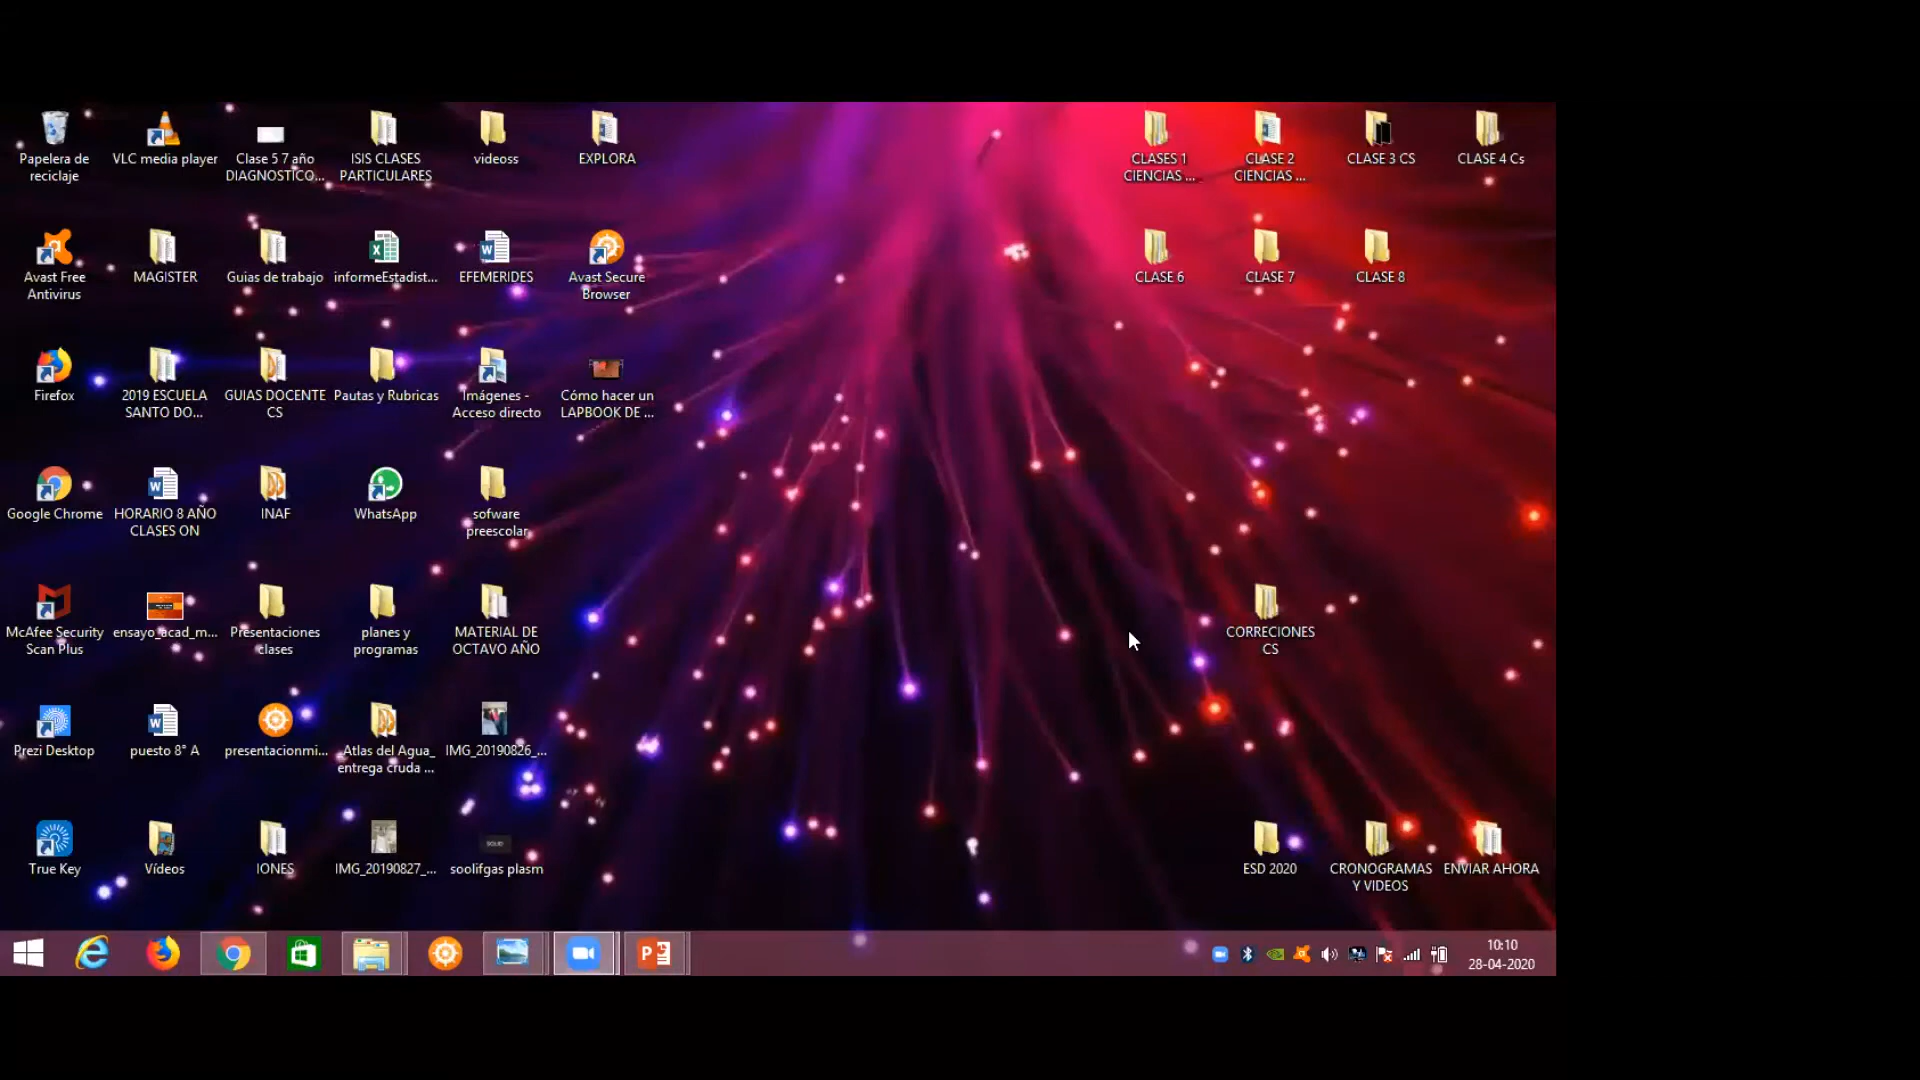 Papelera de
reciclaje
VLC media player
Clase 5 7 año
DIAGNOSTICO...
ISIS CLASES
PARTICULARES
videoss
EXPLORA
CLASES 1
CIENCIAS ...
CLASE 2
CIENCIAS ...
CLASE 3 CS
CLASE 4 Cs
Avast Free
Antivirus
MAGISTER
Guias de trabajo
informeEstadist...
EFEMERIDES
Avast Secure
Browser
CLASE 6
CLASE 7
CLASE 8
Firefox
2019 ESCUELA
SANTO DO...
GUIAS DOCENTE
CS
Pautas y Rubricas
Imágenes -
Acceso directo
Cómo hacer un
LAPBOOK DE ...
Google Chrome
HORARIO 8 AÑO
CLASES ON
INAF
WhatsApp
sofware
preescolar
McAfee Security
Scan Plus
ensayo_acad_m...
Presentaciones
clases
planes y
programas
MATERIAL DE
OCTAVO AÑO
CORRECIONES
CS
Prezi Desktop
puesto 8° A
presentacionmi...
Atlas del Agua_
entrega cruda ...
IMG_20190826_...
True Key
Vídeos
IONES
IMG_20190827_...
soolifgas plasm
ESD 2020
CRONOGRAMAS
Y VIDEOS
ENVIAR AHORA
10:10
28-04-2020